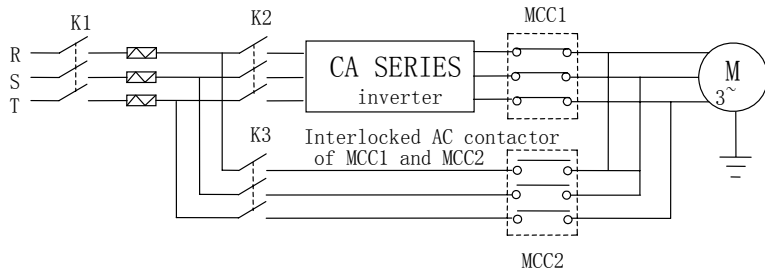 MCC1
K1
K2
R
S
T
CA SERIES
inverter
M
3~
K3
Interlocked AC contactor
of MCC1 and MCC2
MCC2